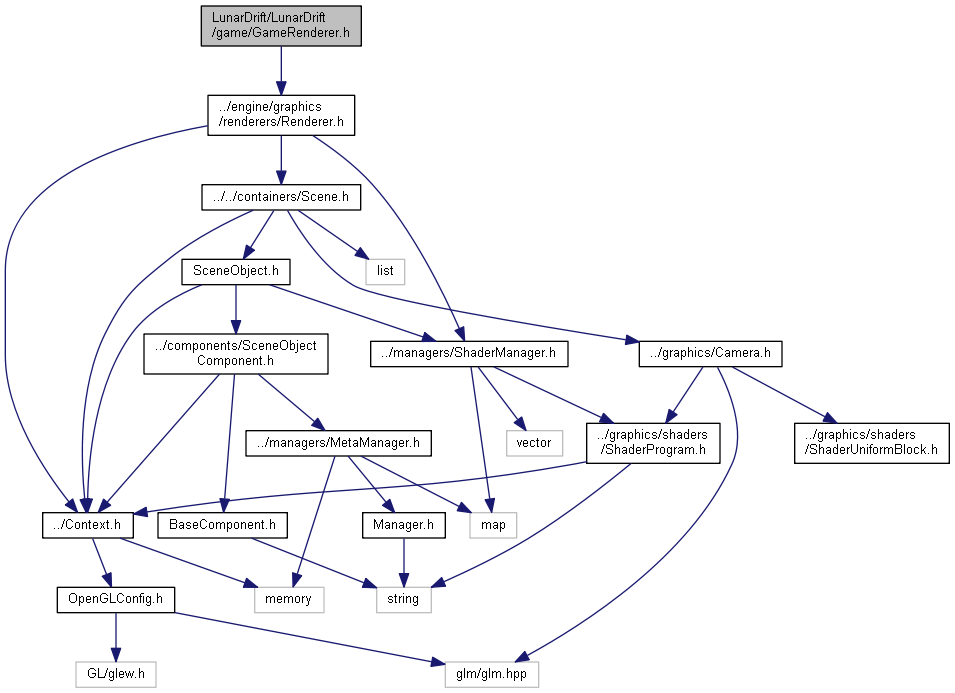 LunarDrift/LunarDrift
/game/GameRenderer.h
../engine/graphics
/renderers/Renderer.h
../../containers/Scene.h
SceneObject.h
list
../components/SceneObject
Component.h
../managers/ShaderManager.h
../graphics/Camera.h
../managers/MetaManager.h
vector
../graphics/shaders
/ShaderProgram.h
../graphics/shaders
/ShaderUniformBlock.h
../Context.h
BaseComponent.h
Manager.h
map
OpenGLConfig.h
memory
string
GL/glew.h
glm/glm.hpp